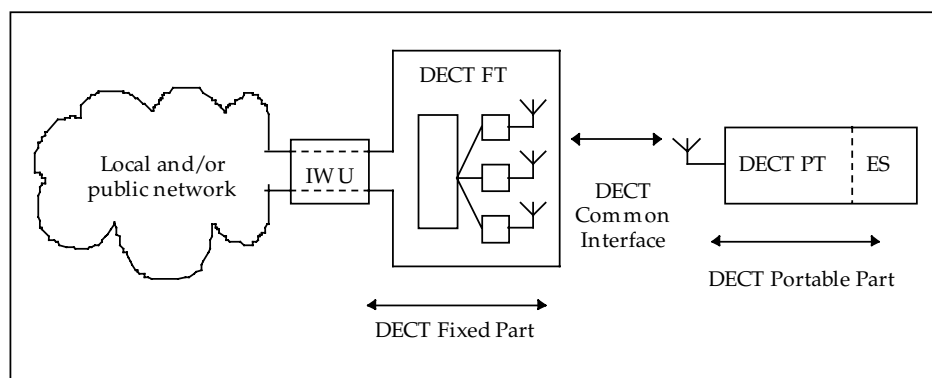 Local and/or
public network
IWU
DECT FT
DECT Fixed Part
DECT
Common
Interface
DECT PT
ES
DECT Portable Part